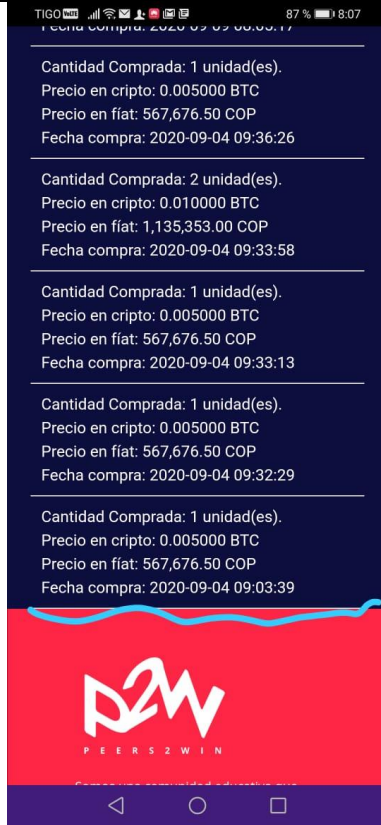 TIGO VoLTE 87 % 8:07
Cantidad Comprada: 1 unidad(es).
Precio en cripto: 0.005000 BTC
Precio en fíat: 567,676.50 COP
Fecha compra: 2020-09-04 09:36:26
Cantidad Comprada: 2 unidad(es).
Precio en cripto: 0.010000 BTC
Precio en fíat: 1,135,353.00 COP
Fecha compra: 2020-09-04 09:33:58
Cantidad Comprada: 1 unidad(es).
Precio en cripto: 0.005000 BTC
Precio en fíat: 567,676.50 COP
Fecha compra: 2020-09-04 09:33:13
Cantidad Comprada: 1 unidad(es).
Precio en cripto: 0.005000 BTC
Precio en fíat: 567,676.50 COP
Fecha compra: 2020-09-04 09:32:29
Cantidad Comprada: 1 unidad(es).
Precio en cripto: 0.005000 BTC
Precio en fíat: 567,676.50 COP
Fecha compra: 2020-09-04 09:03:39
P2W
PEERS2WIN
Somos una comunidad educativa que